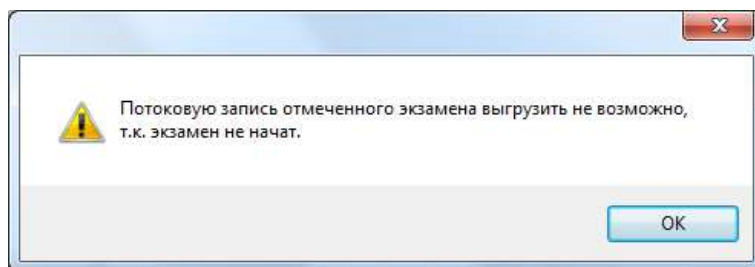 Потоковую запись отмеченного экзамена выгрузить не возможно,
т.к. экзамен не начат.
OK